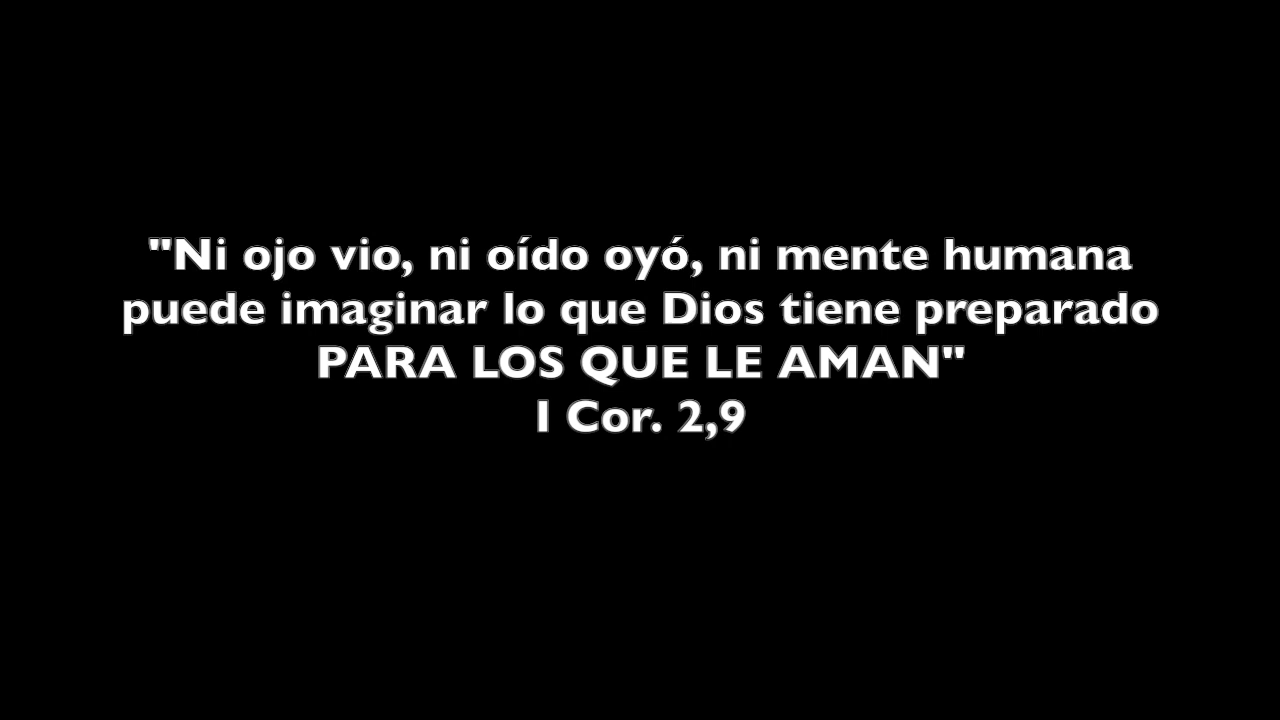 "Ni ojo vio, ni oído oyó, ni mente humana
puede imaginar lo que Dios tiene preparado
PARA LOS QUE LE AMAN"
1 Cor. 2,9